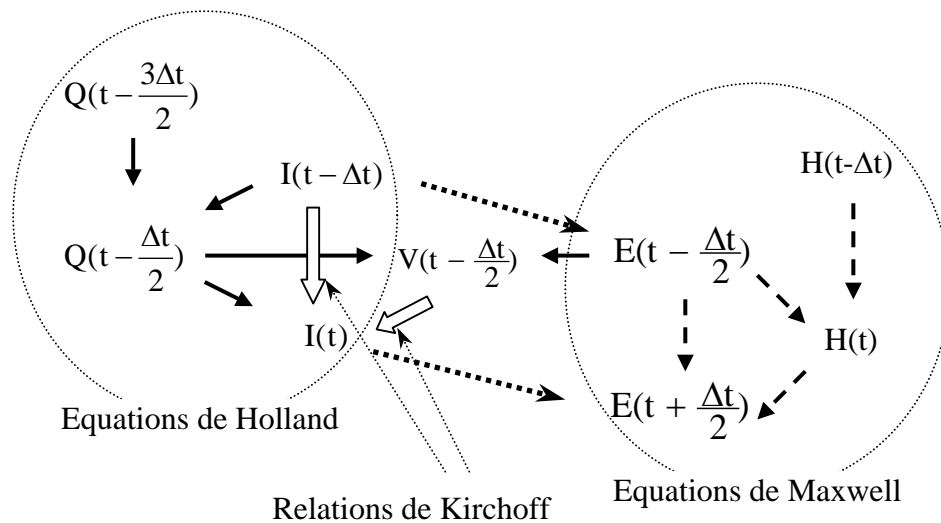 Q(t − 3Δt/2)
I(t − Δt)
H(t-Δt)
Q(t − Δt/2)
V(t − Δt/2)
E(t − Δt/2)
I(t)
H(t)
E(t + Δt/2)
Equations de Holland
Equations de Maxwell
Relations de Kirchoff